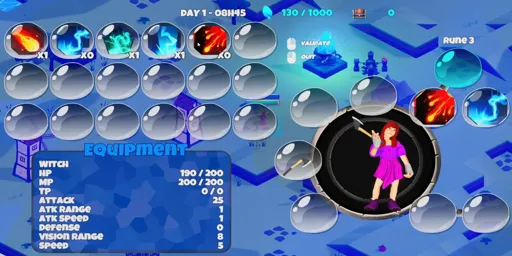 DAY 1 - 08H45 130 / 1000 0
VALIDATE
QUIT
RUNE 3
X1 X0 X1 X1 X0
EQUIPMENT
WITCH
HP 190 / 200
MP 200 / 200
TP 0 / 0
ATTACK 25
ATK RANGE 1
ATK SPEED 1
DEFENSE 0
VISION RANGE 8
SPEED 5